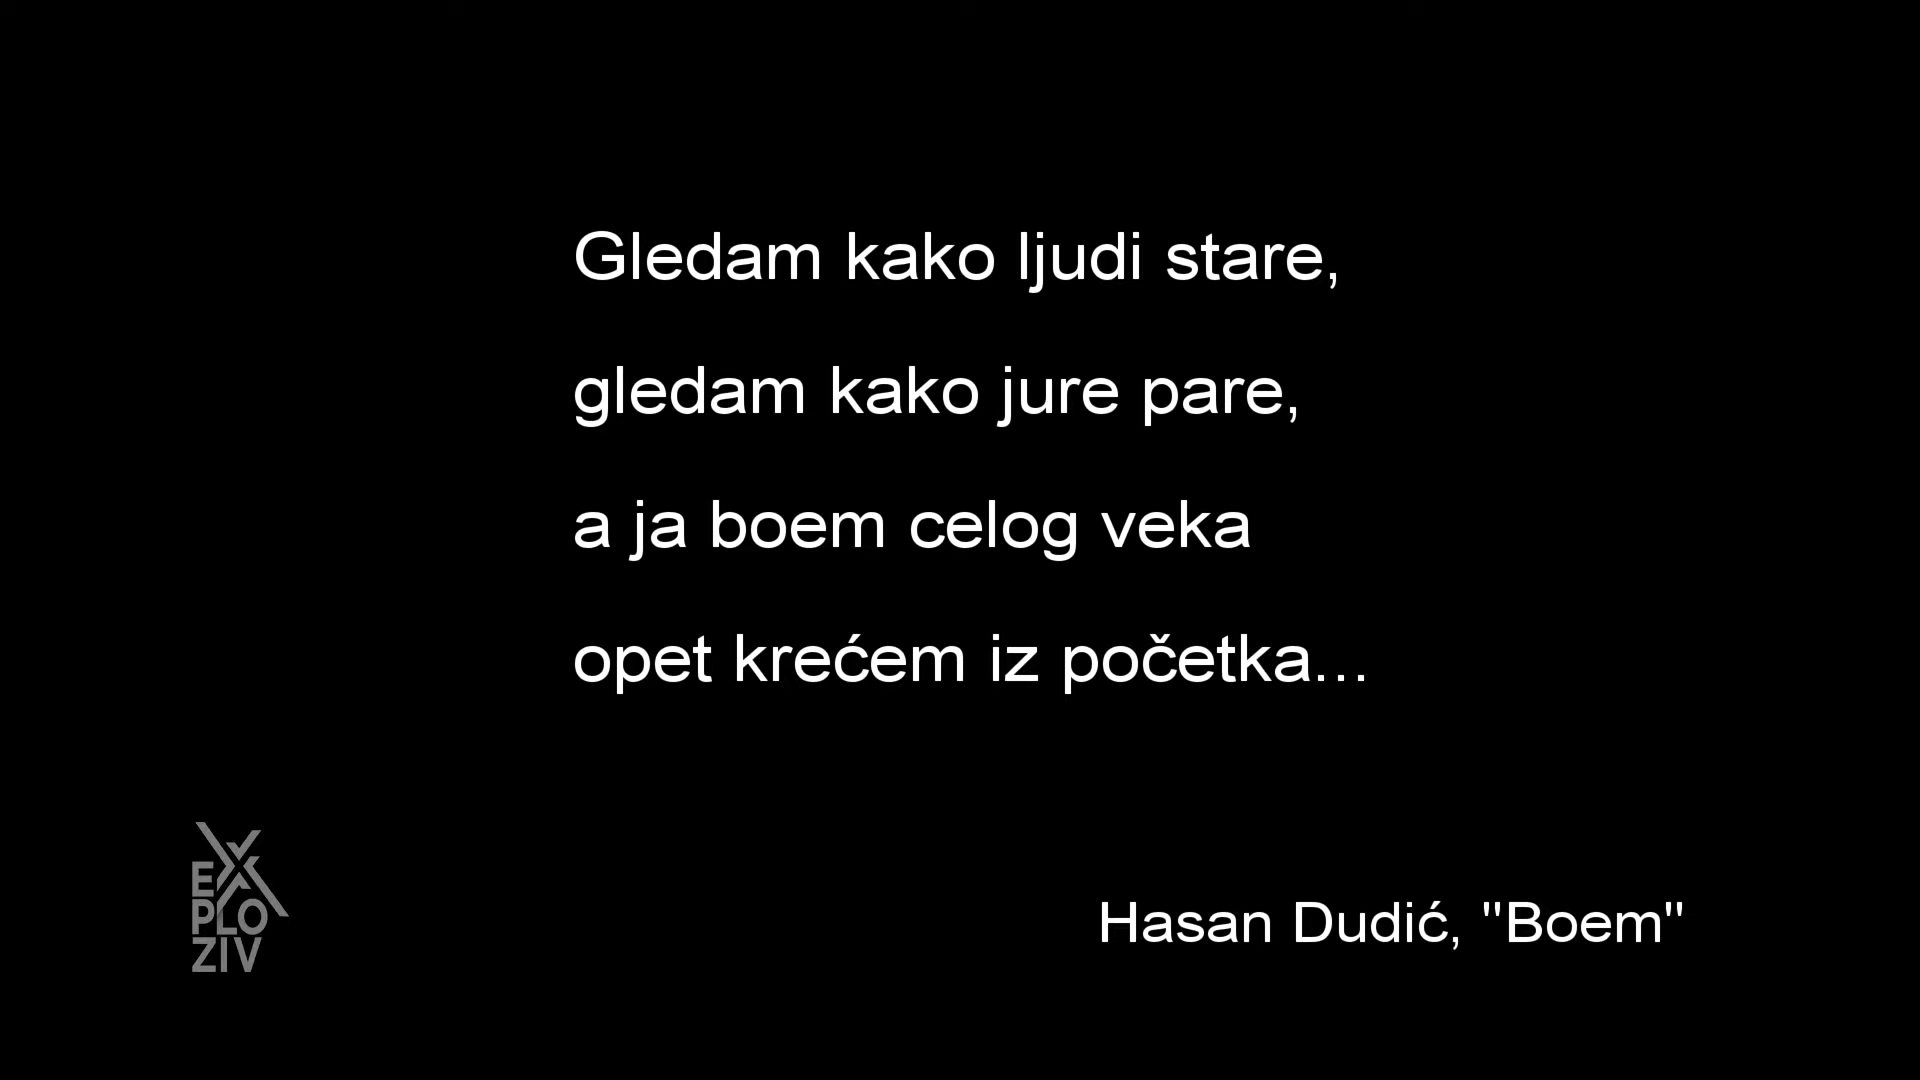 Gledam kako ljudi stare,
gledam kako jure pare,
a ja boem celog veka
opet krećem iz početka...
EX
PLO
ZIV
Hasan Dudić, "Boem"